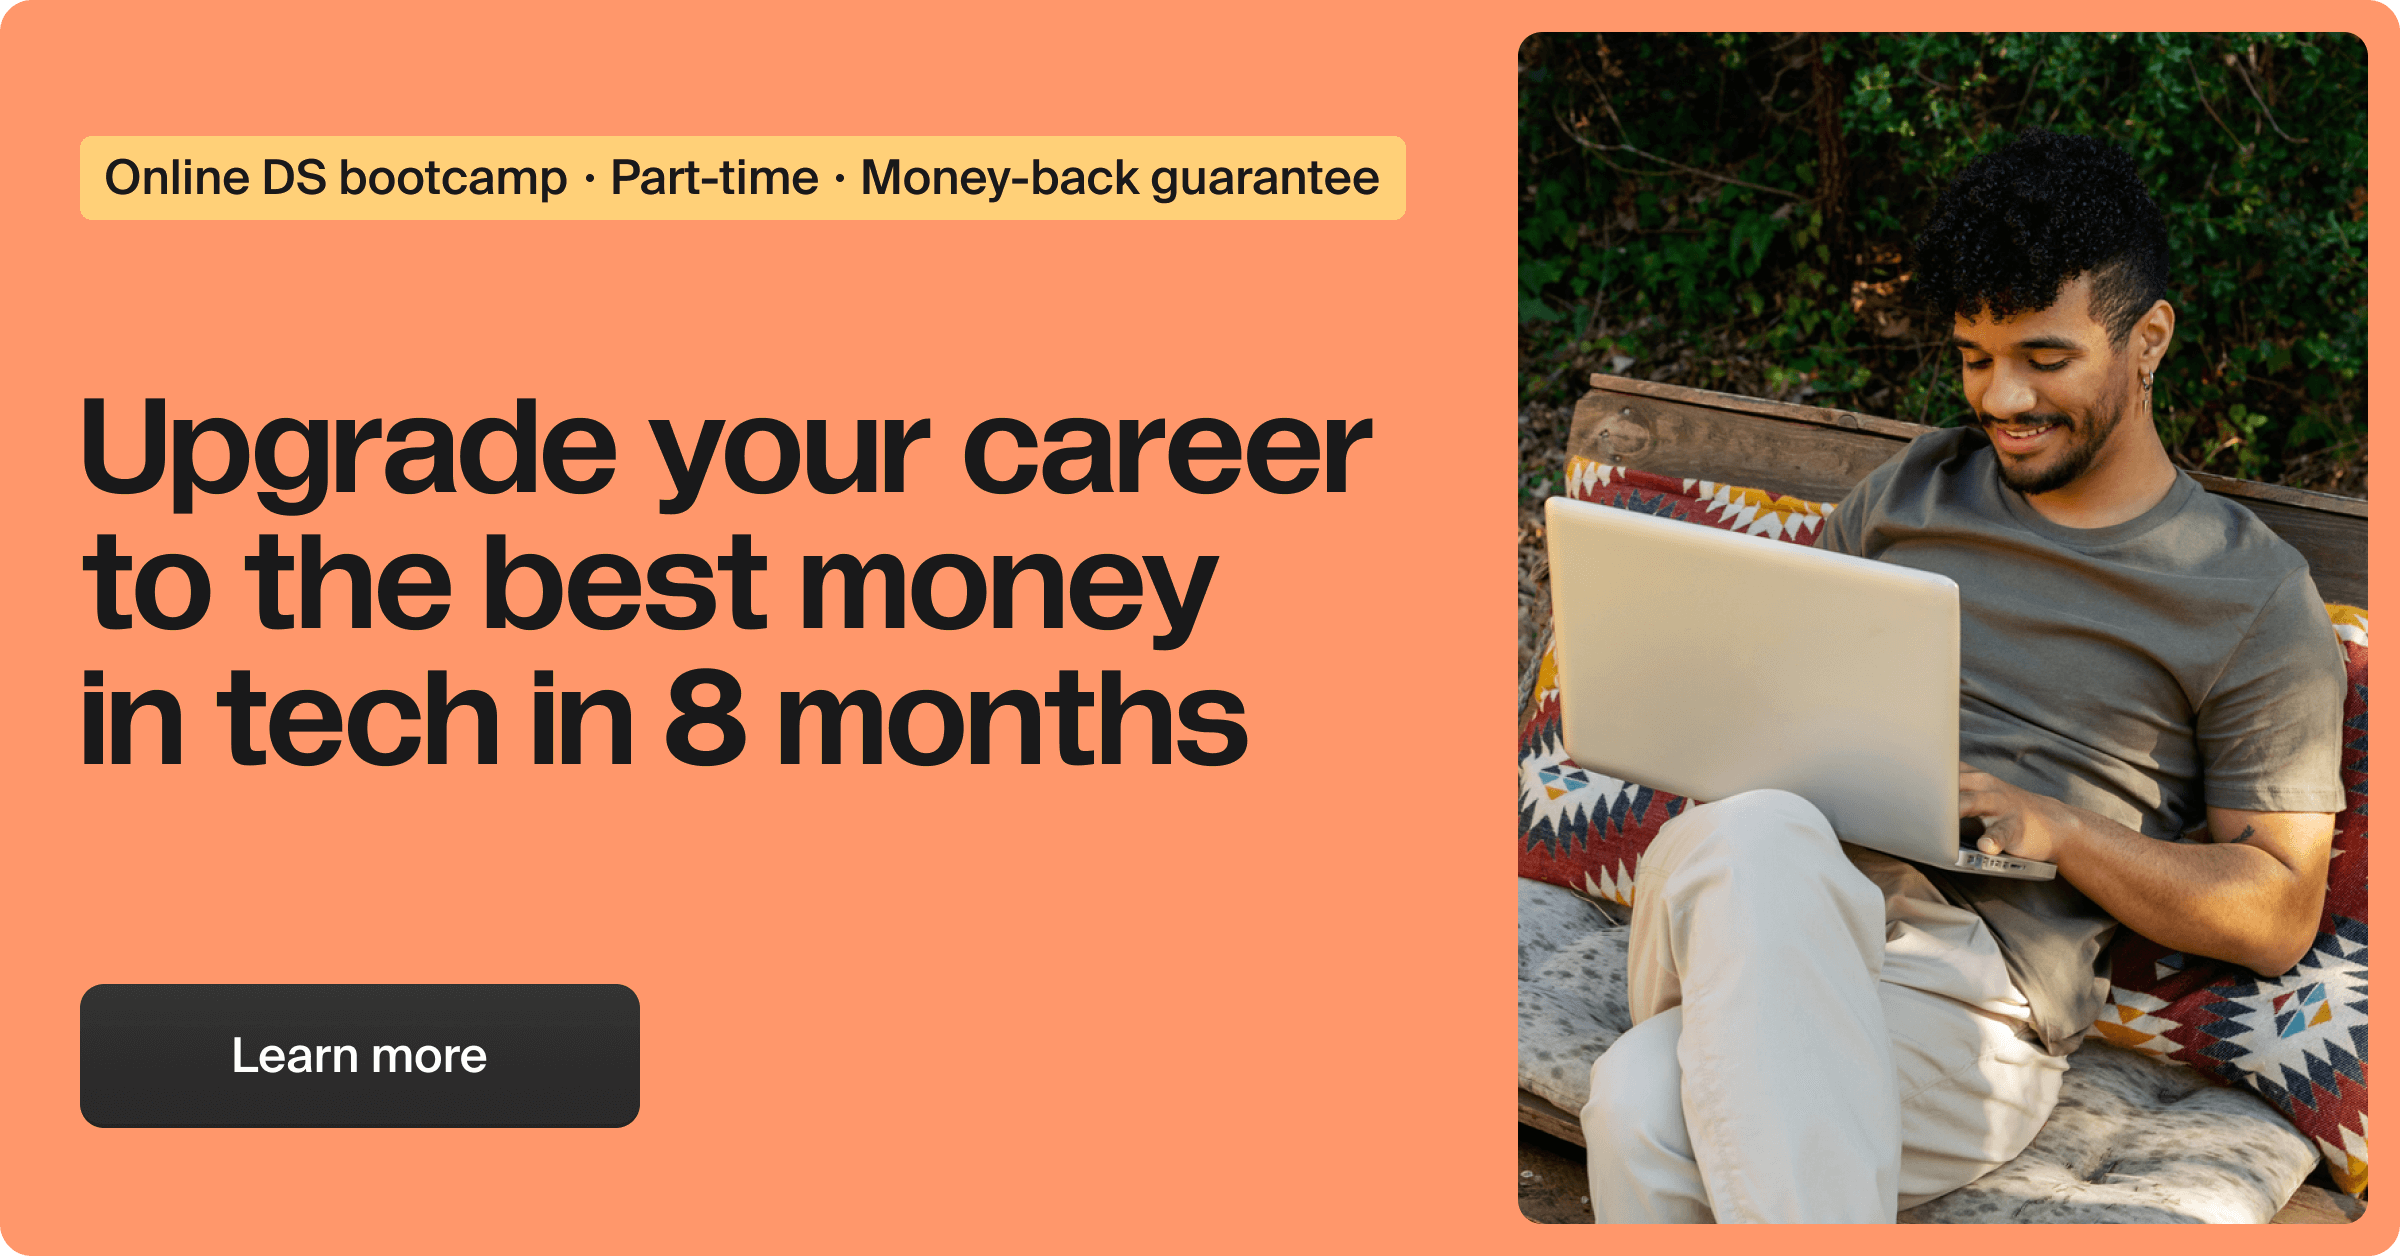 Online DS bootcamp · Part-time · Money-back guarantee
Upgrade your career
to the best money
in tech in 8 months
Learn more